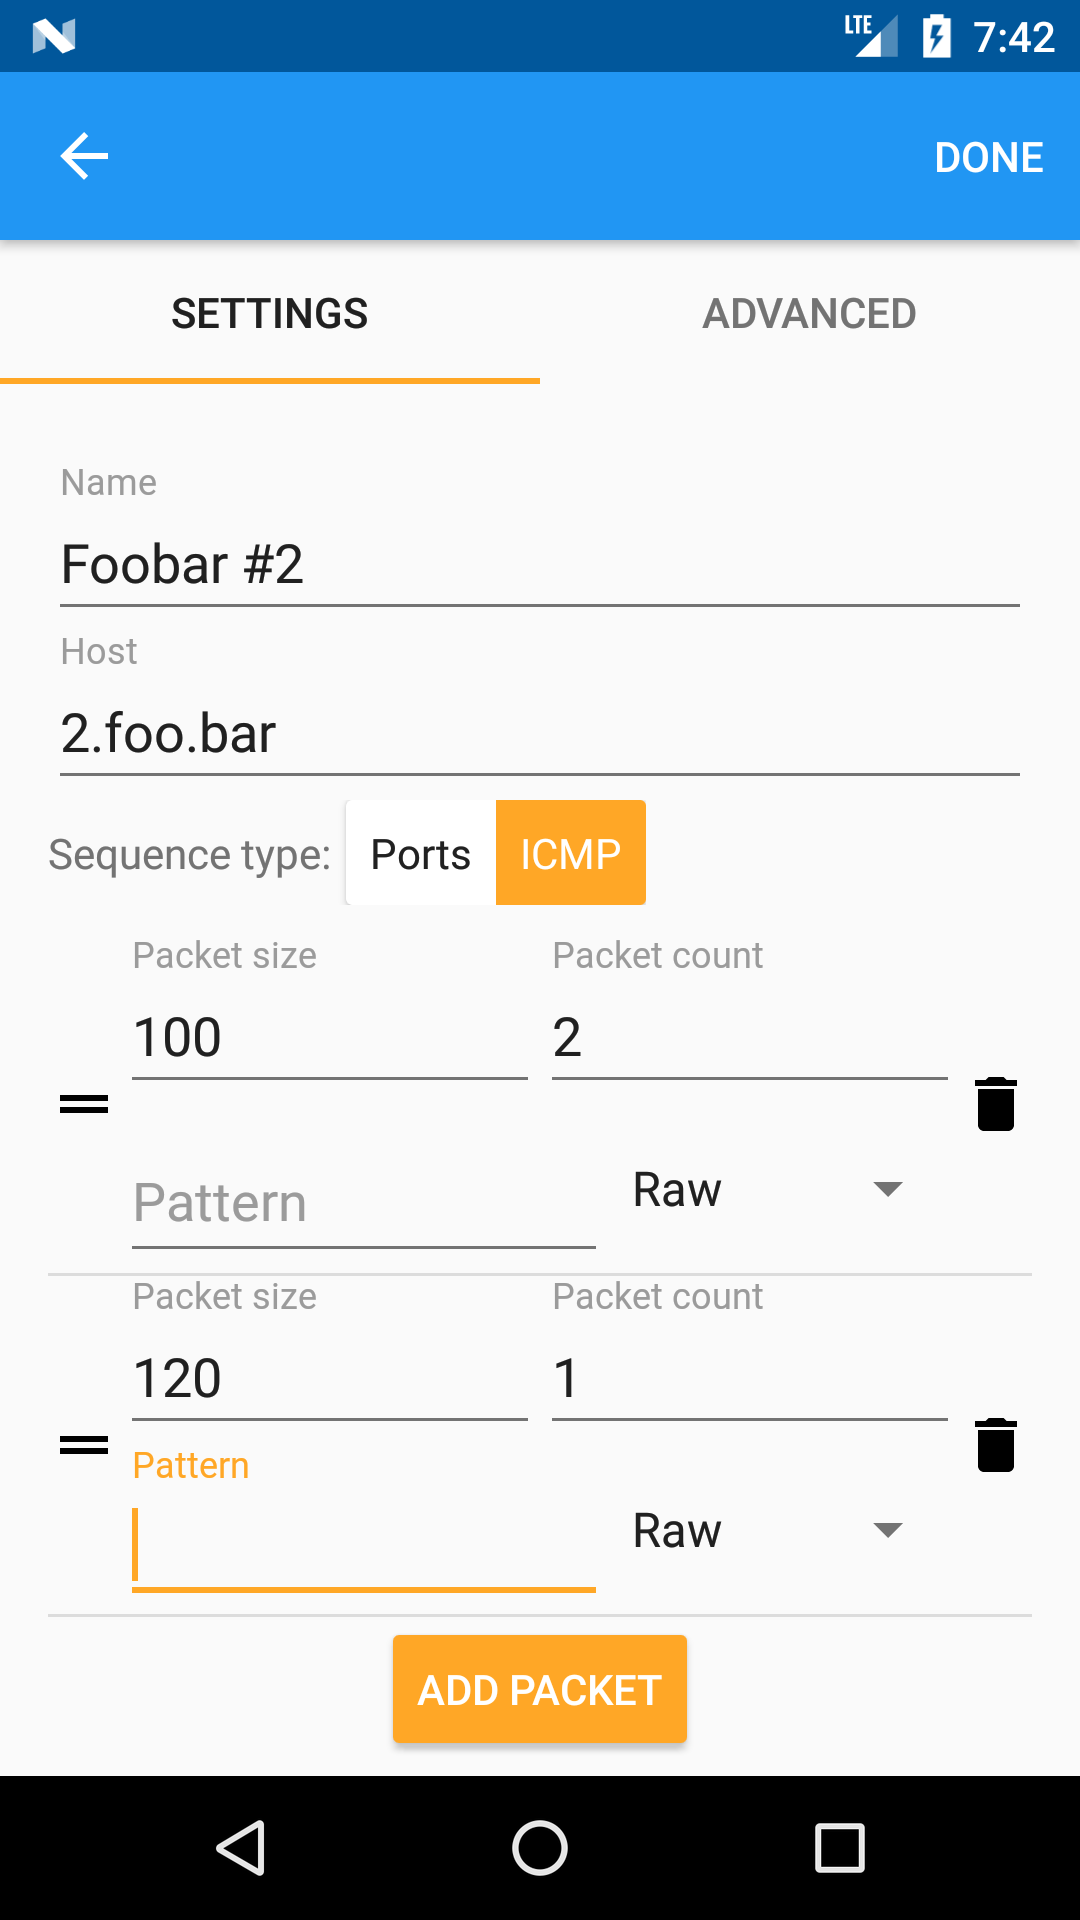 LTE 7:42
DONE
SETTINGS ADVANCED
Name
Foobar #2
Host
2.foo.bar
Sequence type: Ports ICMP
Packet size Packet count
100 2
Pattern Raw
Packet size Packet count
120 1
Pattern
Raw
ADD PACKET